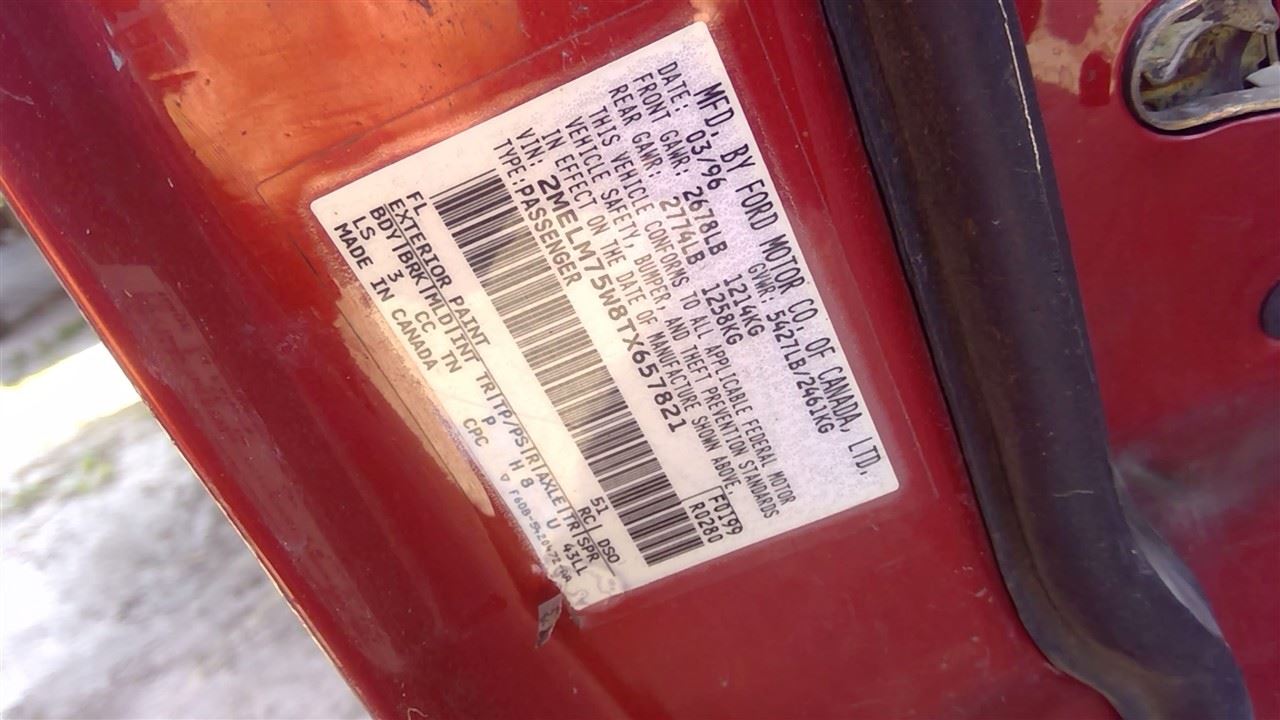 MFD. BY FORD MOTOR CO. OF CANADA, LTD.
DATE: 03/96 GVWR: 5427LB/2461KG
FRONT GAWR: 2678LB 1214KG
REAR GAWR: 2774LB 1258KG
THIS VEHICLE CONFORMS TO ALL APPLICABLE FEDERAL MOTOR
VEHICLE SAFETY, BUMPER, AND THEFT PREVENTION STANDARDS
IN EFFECT ON THE DATE OF MANUFACTURE SHOWN ABOVE.
VIN: 2MELM75W8TX657821 F0T99
TYPE: PASSENGER R0280
FL 51
EXTERIOR PAINT RC: DSO:
BDY|BRK|MLD|INT TR|TP/PS|R|AXLE|TR|SPR
LS 3 CC TN P H 8 U 43LL
MADE IN CANADA CPC